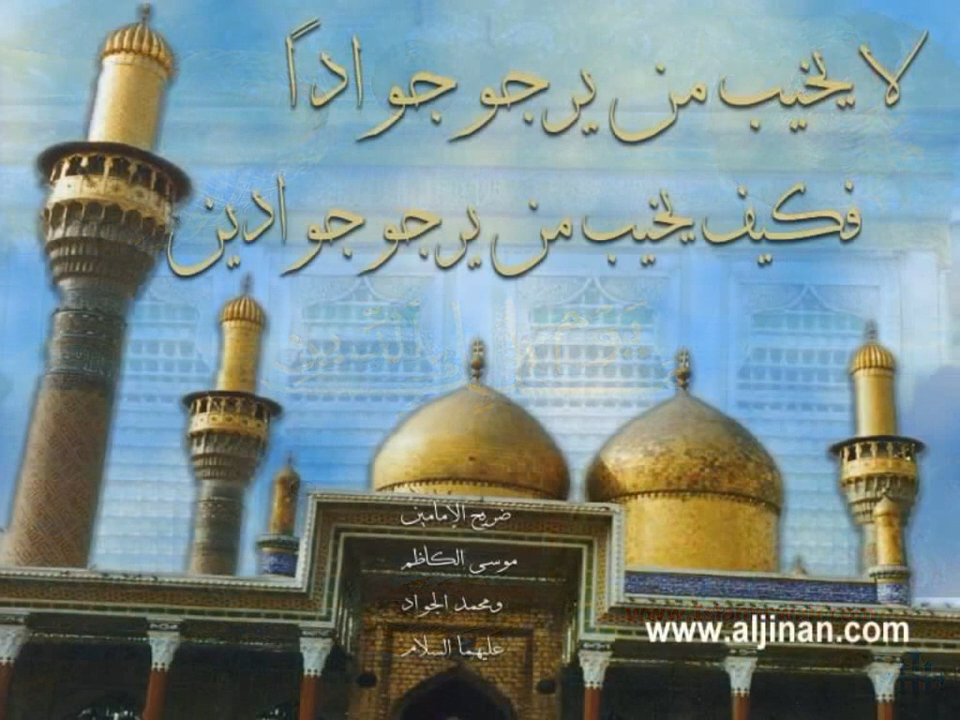 لا يخيب من يرجو جواداً
فكيف يخيب من يرجو جوادين
ضريح الإمامين
موسى الكاظم
ومحمد الجواد
عليهما السلام
www.aljinan.com